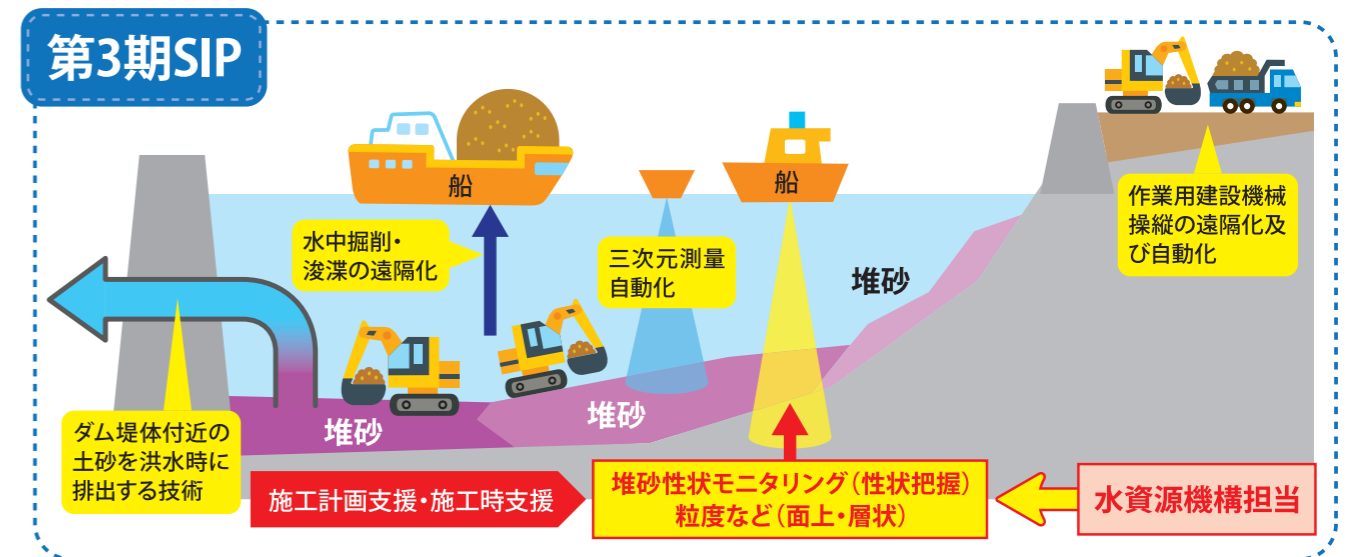 第3期SIP
船
船
水中掘削・
浚渫の遠隔化
三次元測量
自動化
堆砂
作業用建設機械
操縦の遠隔化及
び自動化
堆砂
堆砂
ダム堤体付近の
土砂を洪水時に
排出する技術
施工計画支援・施工時支援
堆砂性状モニタリング(性状把握)
粒度など(面上・層状)
水資源機構担当